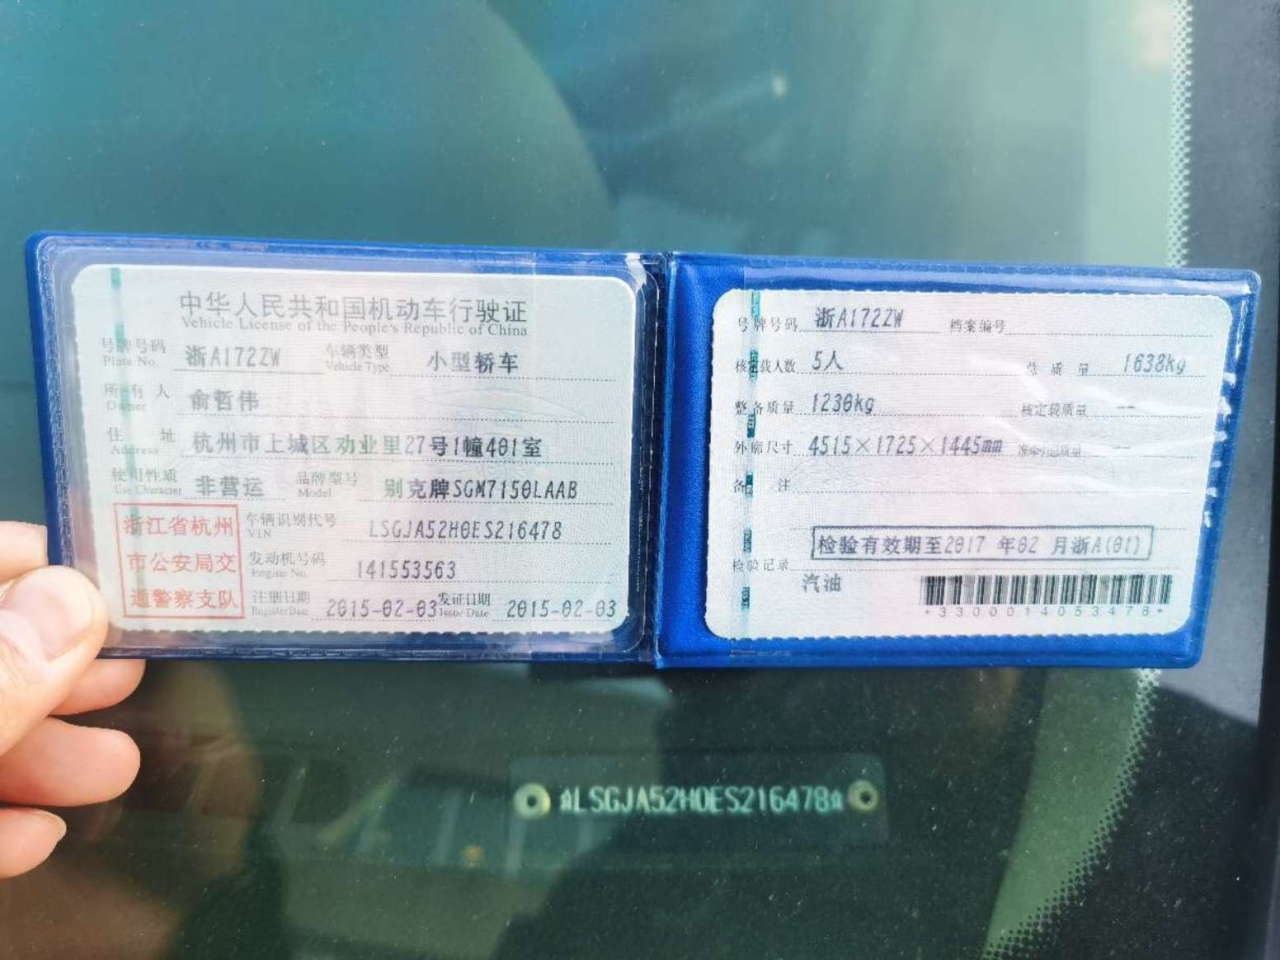 中华人民共和国机动车行驶证
Vehicle License of the People's Republic of China
号牌号码 浙A172ZW 车辆类型 小型轿车
Plate No. Vehicle Type
所有人 俞哲伟
Owner
住址 杭州市上城区劝业里27号1幢401室
Address
使用性质 非营运 品牌型号 别克牌SGM7150LAAB
Use Character Model
浙江省杭州
市公安局交
通警察支队
车辆识别代号 LSGJA52H0ES216478
VIN
发动机号码 141553563
Engine No.
注册日期 2015-02-03 发证日期 2015-02-03
Register Date Issue Date
号牌号码 浙A172ZW 档案编号
核定载人数 5人 总质量 1638kg
整备质量 1230kg 核定载质量 --
外廓尺寸 4515×1725×1445mm 准牵引总质量 --
备注
检验有效期至2017 年02 月浙A(01)
检验记录
汽油
*3300014053478*
☆LSGJA52H0ES216478☆